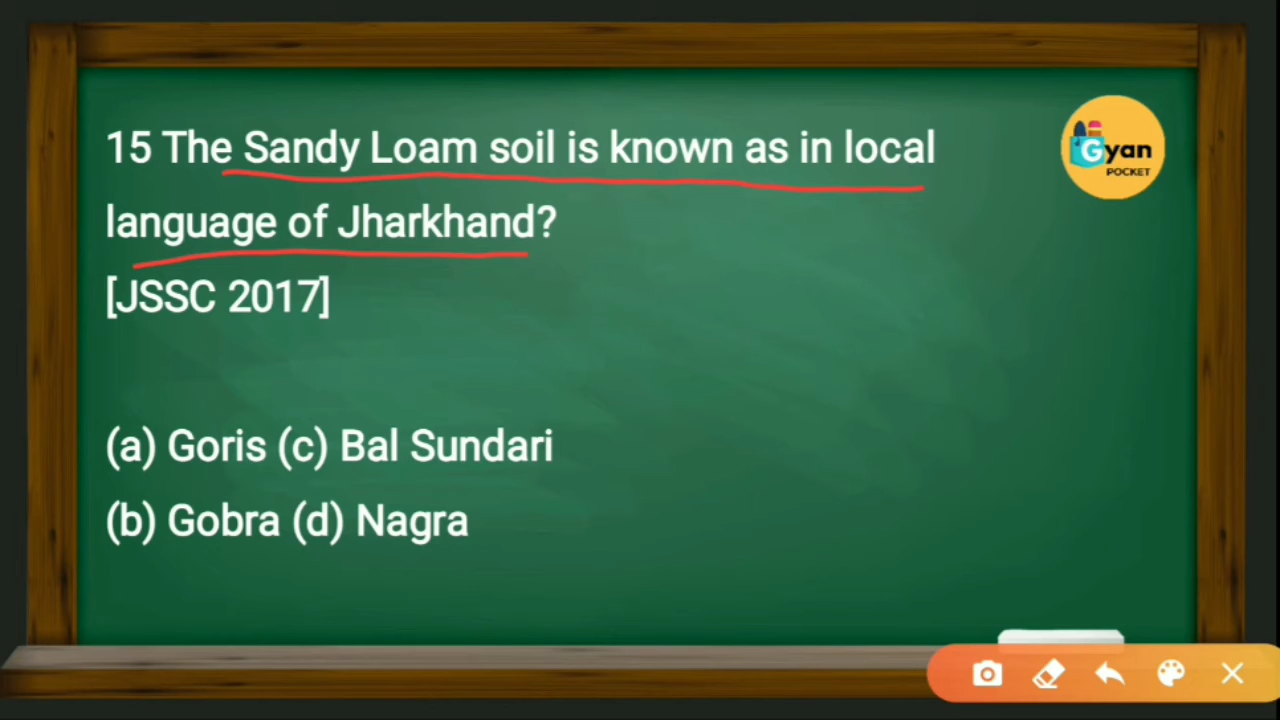 15 The Sandy Loam soil is known as in local
language of Jharkhand?
[JSSC 2017]
(a) Goris (c) Bal Sundari
(b) Gobra (d) Nagra
Gyan
POCKET